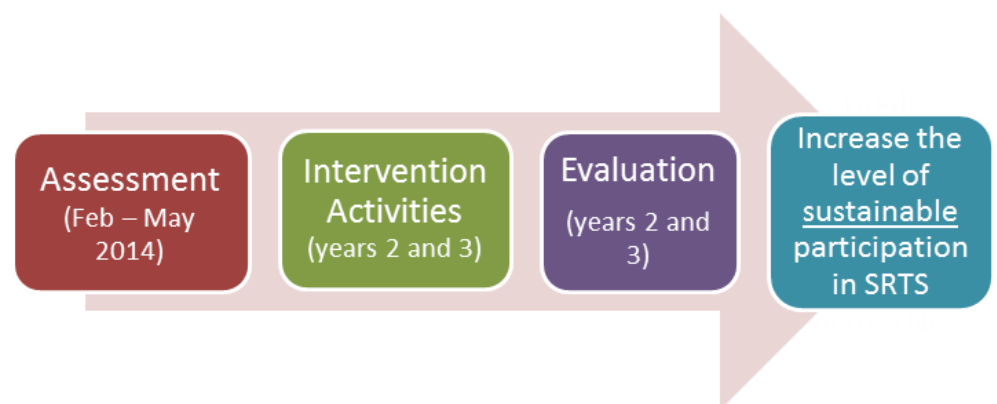 Assessment
(Feb – May
2014)
Intervention
Activities
(years 2 and 3)
Evaluation
(years 2 and
3)
Increase the
level of
sustainable
participation
in SRTS